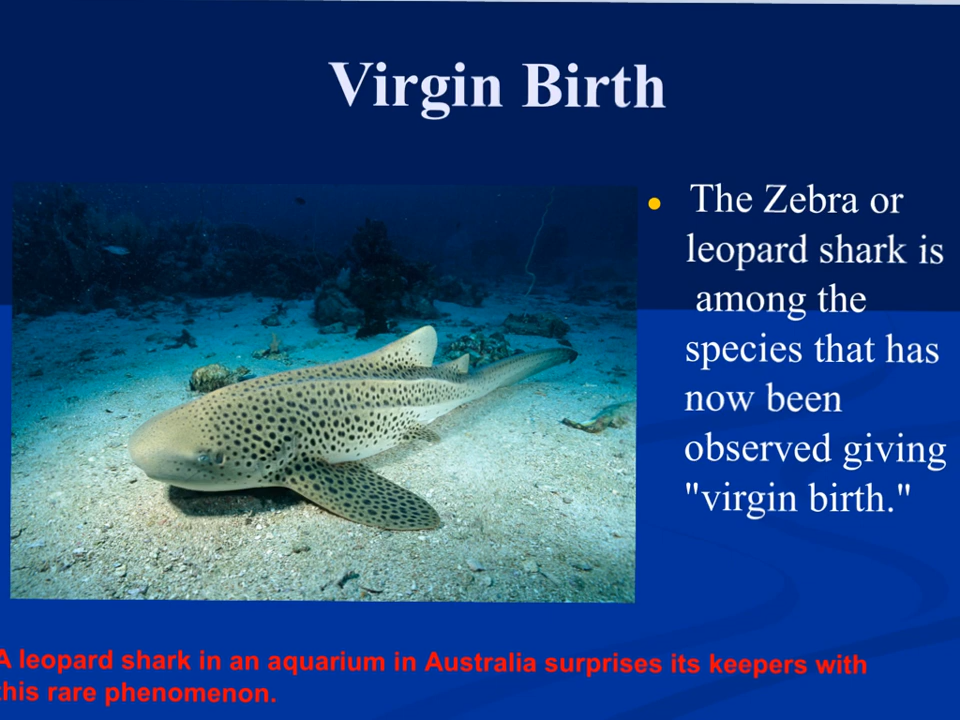 Virgin Birth
• The Zebra or
leopard shark is
among the
species that has
now been
observed giving
"virgin birth."
A leopard shark in an aquarium in Australia surprises its keepers with
this rare phenomenon.